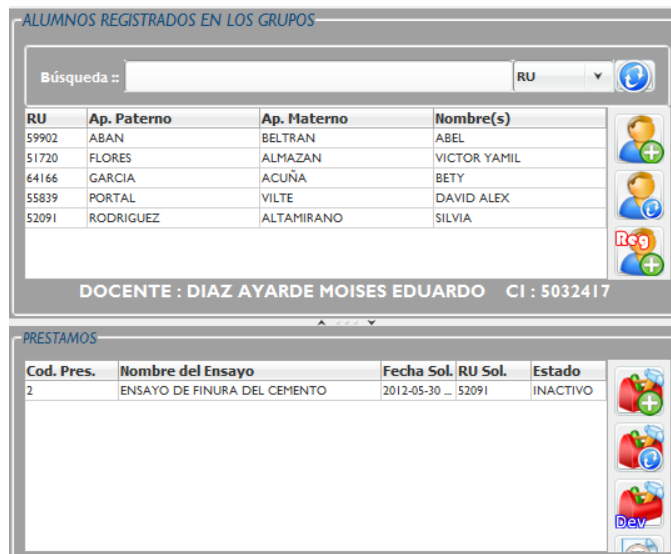 ALUMNOS REGISTRADOS EN LOS GRUPOS
Búsqueda :: RU
RU Ap. Paterno Ap. Materno Nombre(s)
59902 ABAN BELTRAN ABEL
51720 FLORES ALMAZAN VICTOR YAMIL
64166 GARCIA ACUÑA BETY
55839 PORTAL VILTE DAVID ALEX
52091 RODRIGUEZ ALTAMIRANO SILVIA
Reg
DOCENTE : DIAZ AYARDE MOISES EDUARDO CI : 5032417
PRESTAMOS
Cod. Pres. Nombre del Ensayo Fecha Sol. RU Sol. Estado
2 ENSAYO DE FINURA DEL CEMENTO 2012-05-30 ... 52091 INACTIVO
Dev